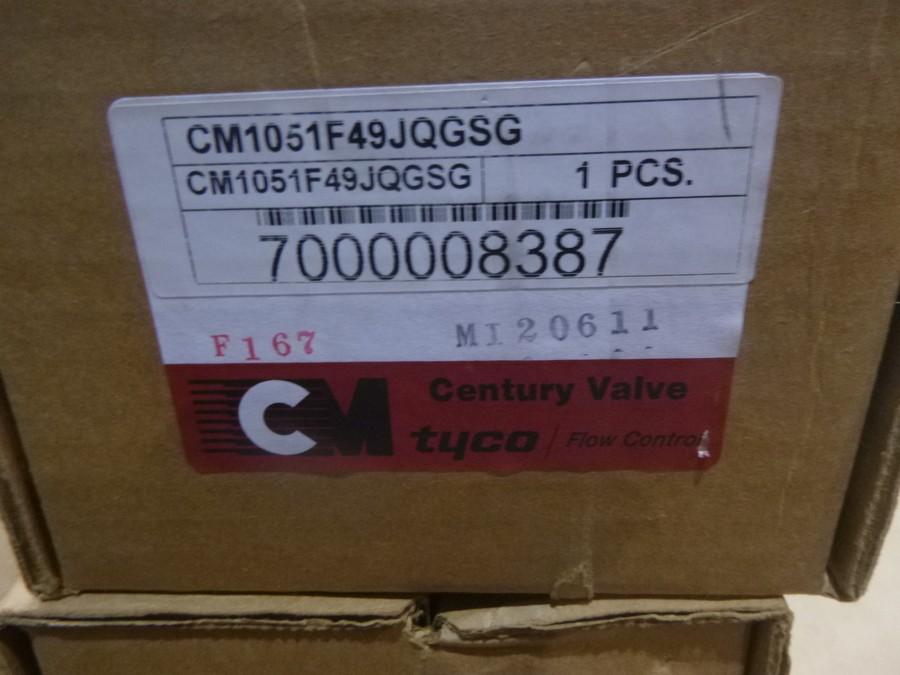 CM1051F49JQGSG
CM1051F49JQGSG 1 PCS.
7000008387
F167 MI20611
CM Century Valve
tyco Flow Control